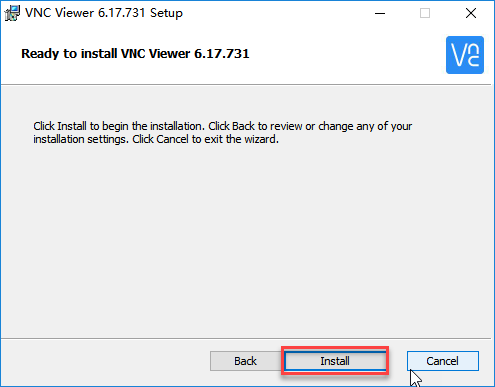 VNC Viewer 6.17.731 Setup
Ready to install VNC Viewer 6.17.731
VNC
Click Install to begin the installation. Click Back to review or change any of your
installation settings. Click Cancel to exit the wizard.
Back
Install
Cancel